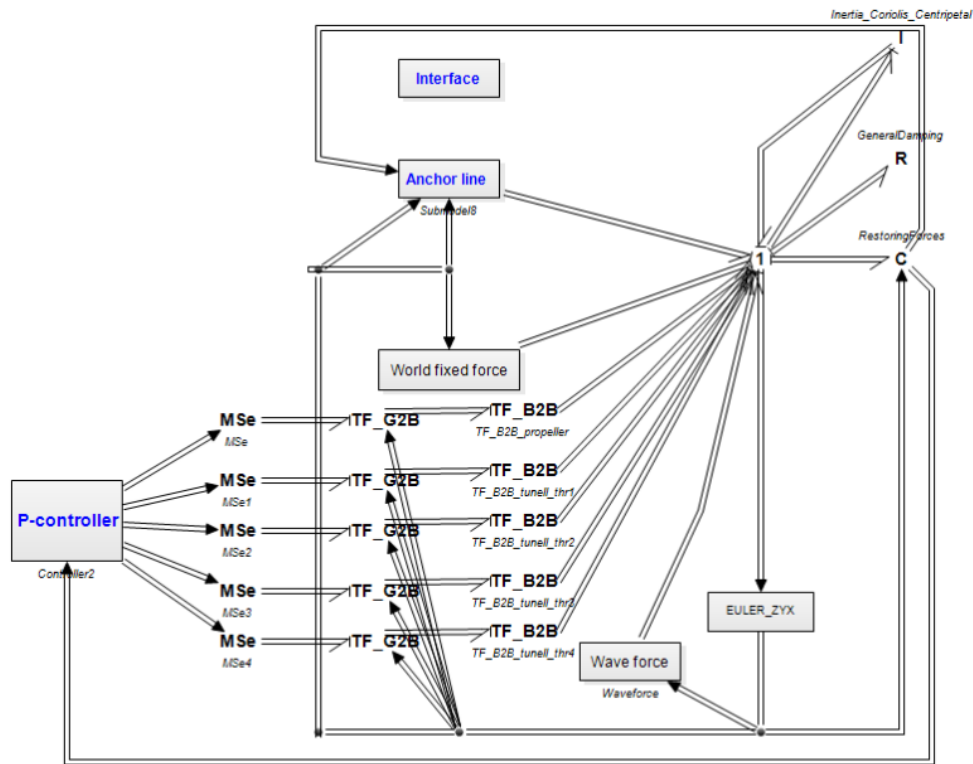 Inertia_Coriolis_Centripetal
I
Interface
GeneralDamping
R
Anchor line
Submodel8
RestoringForces
1
C
World fixed force
MSe
MSe
TF_G2B
TF_B2B
TF_B2B_propeller
P-controller
Controller2
MSe
MSe1
TF_G2B
TF_B2B
TF_B2B_tunell_thr1
MSe
MSe2
TF_G2B
TF_B2B
TF_B2B_tunell_thr2
MSe
MSe3
TF_G2B
TF_B2B
TF_B2B_tunell_thr3
MSe
MSe4
TF_G2B
TF_B2B
TF_B2B_tunell_thr4
EULER_ZYX
Wave force
Waveforce